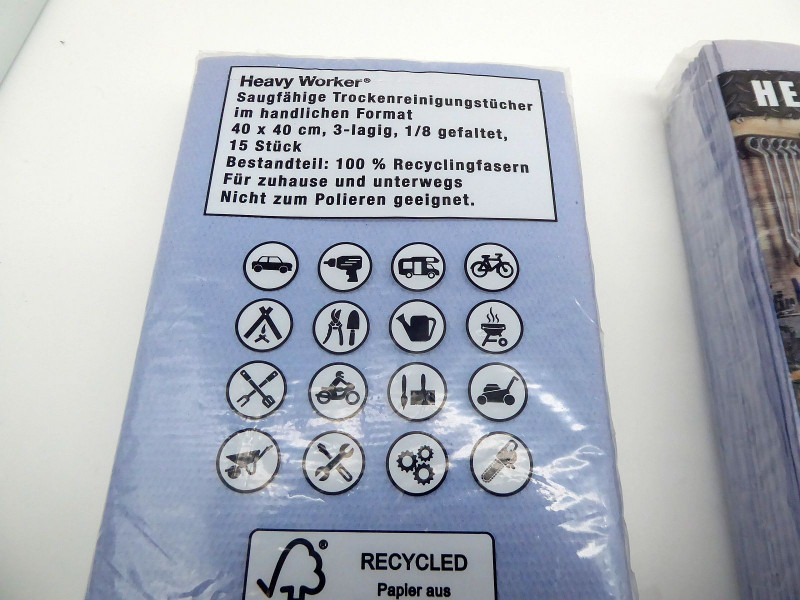 Heavy Worker®
Saugfähige Trockenreinigungstücher
im handlichen Format
40 x 40 cm, 3-lagig, 1/8 gefaltet,
15 Stück
Bestandteil: 100 % Recyclingfasern
Für zuhause und unterwegs
Nicht zum Polieren geeignet.
®
RECYCLED
Papier aus
HE